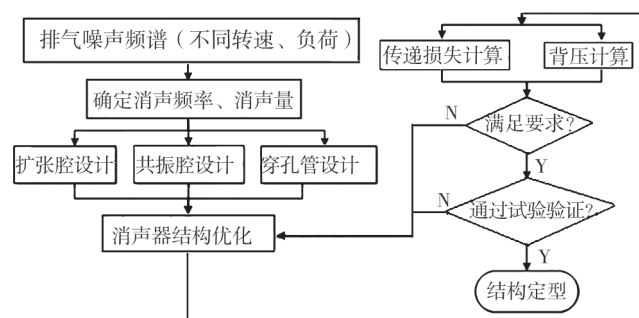 排气噪声频谱（不同转速、负荷）
确定消声频率、消声量
扩张腔设计
共振腔设计
穿孔管设计
消声器结构优化
传递损失计算
背压计算
满足要求?
N
Y
通过试验验证?
N
Y
结构定型